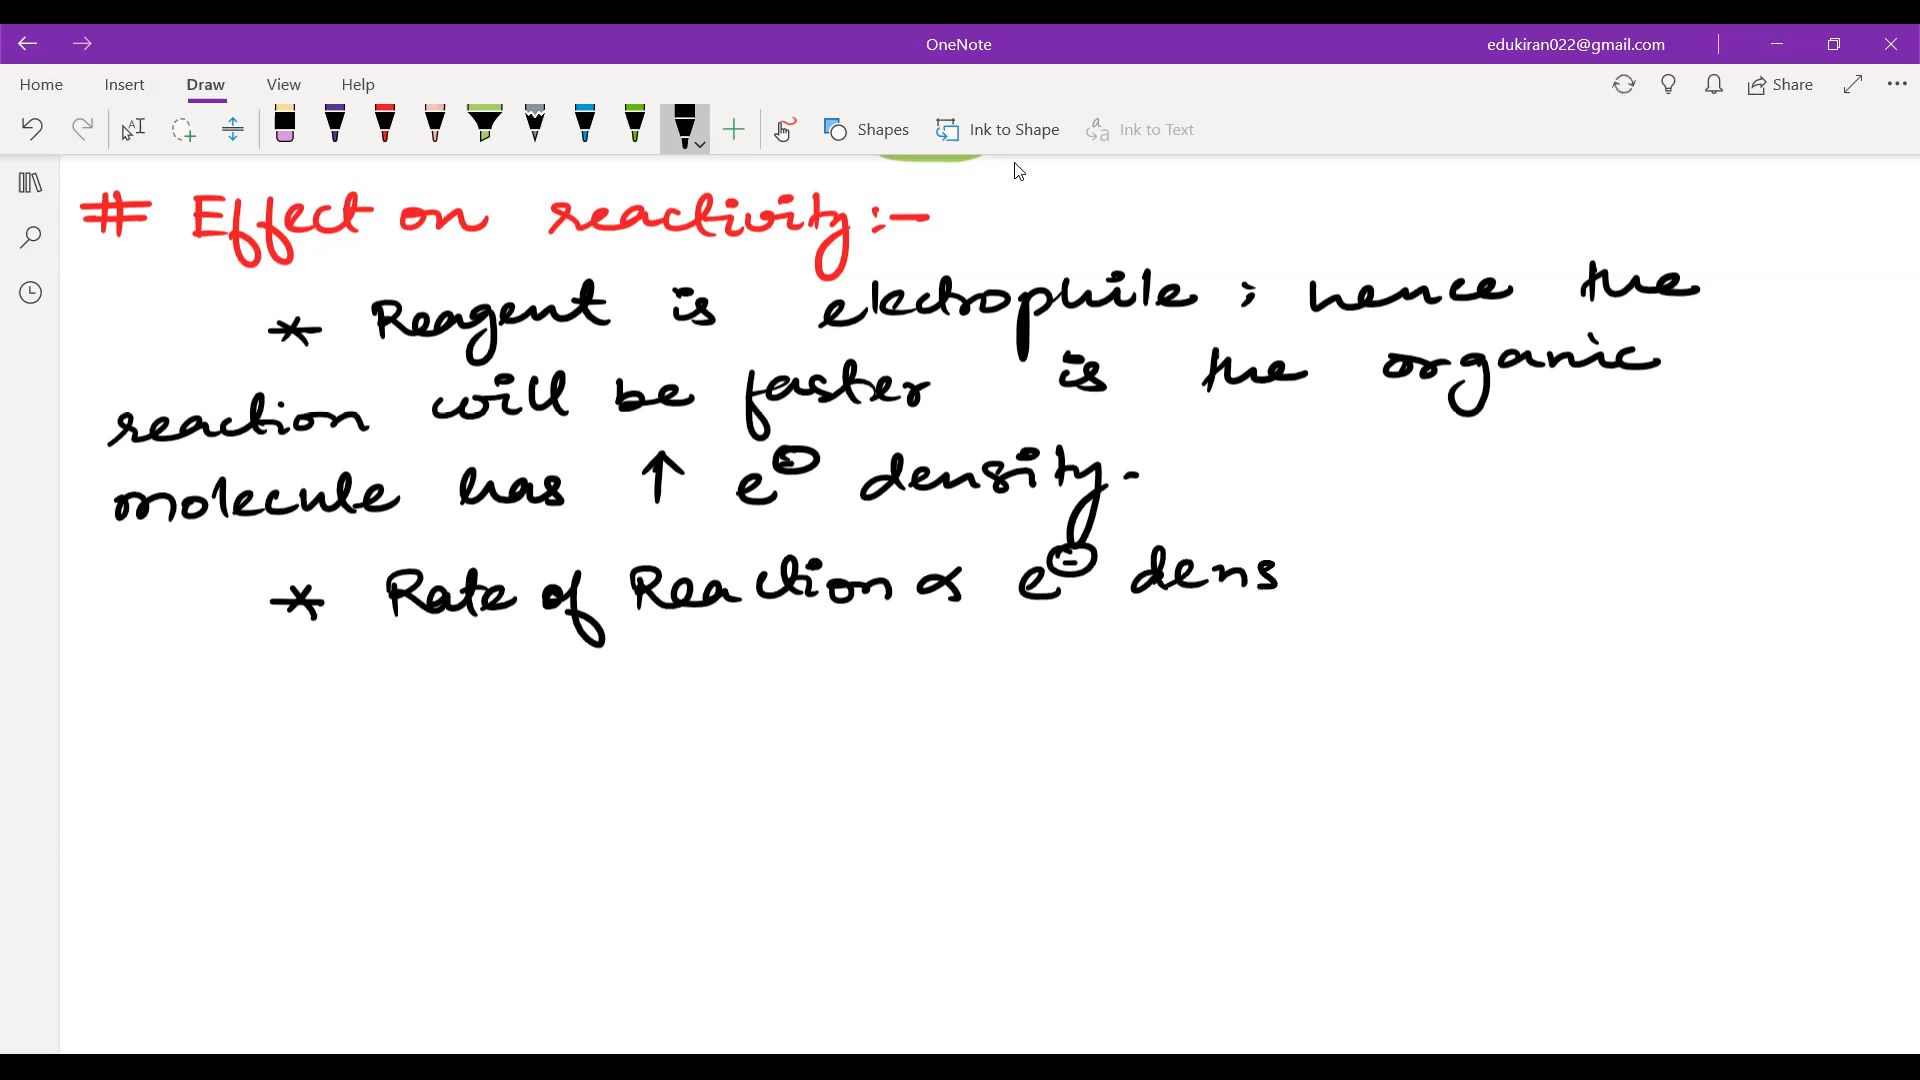 OneNote
edukiran022@gmail.com
Home Insert Draw View Help
Share
Shapes Ink to Shape Ink to Text
# Effect on reactivity :-
* Reagent is electrophile ; hence the
reaction will be faster is the organic
molecule has ↑ e⊖ density.
* Rate of Reaction ∝ e⊖ dens